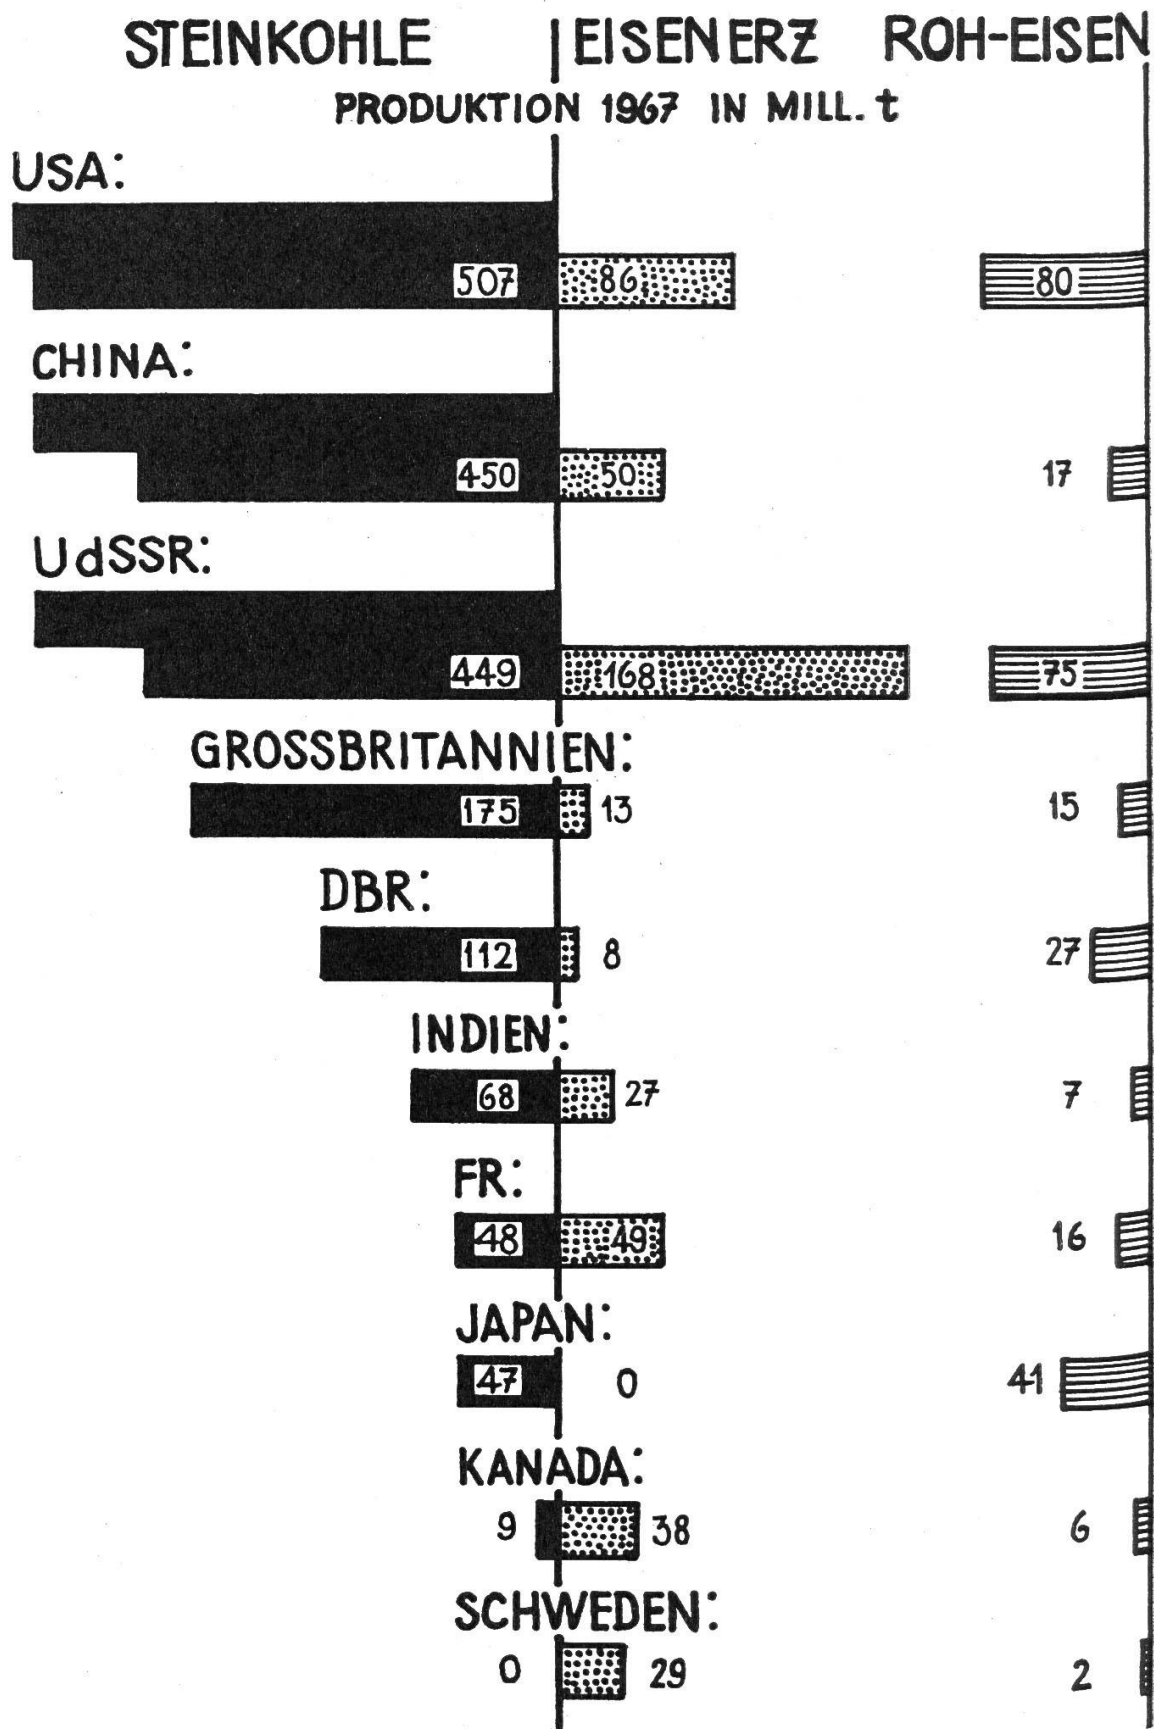 STEINKOHLE EISENERZ ROH-EISEN
PRODUKTION 1967 IN MILL. t
USA:
507 86 80
CHINA:
450 50 17
UdSSR:
449 168 75
GROSSBRITANNIEN:
175 13 15
DBR:
112 8 27
INDIEN:
68 27 7
FR:
48 49 16
JAPAN:
47 0 41
KANADA:
9 38 6
SCHWEDEN:
0 29 2